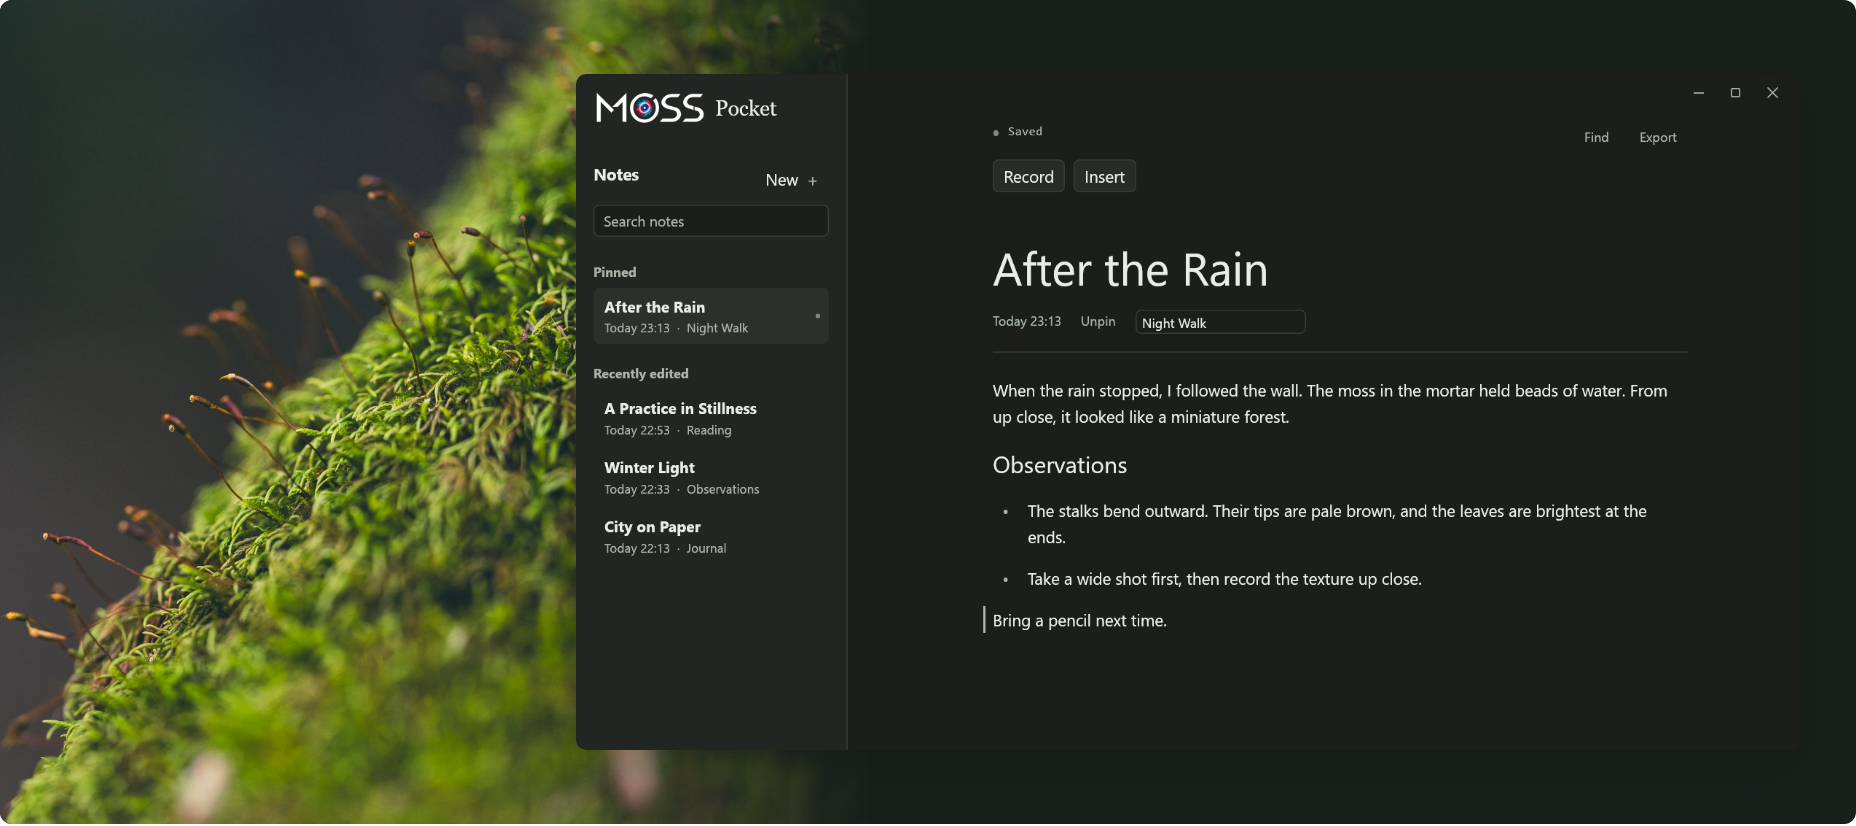 MOSS Pocket
Notes
New +
Search notes
Pinned
After the Rain
Today 23:13 · Night Walk
Recently edited
A Practice in Stillness
Today 22:53 · Reading
Winter Light
Today 22:33 · Observations
City on Paper
Today 22:13 · Journal
Saved
Find Export
Record Insert
After the Rain
Today 23:13 Unpin Night Walk
When the rain stopped, I followed the wall. The moss in the mortar held beads of water. From
up close, it looked like a miniature forest.
Observations
• The stalks bend outward. Their tips are pale brown, and the leaves are brightest at the
ends.
• Take a wide shot first, then record the texture up close.
Bring a pencil next time.